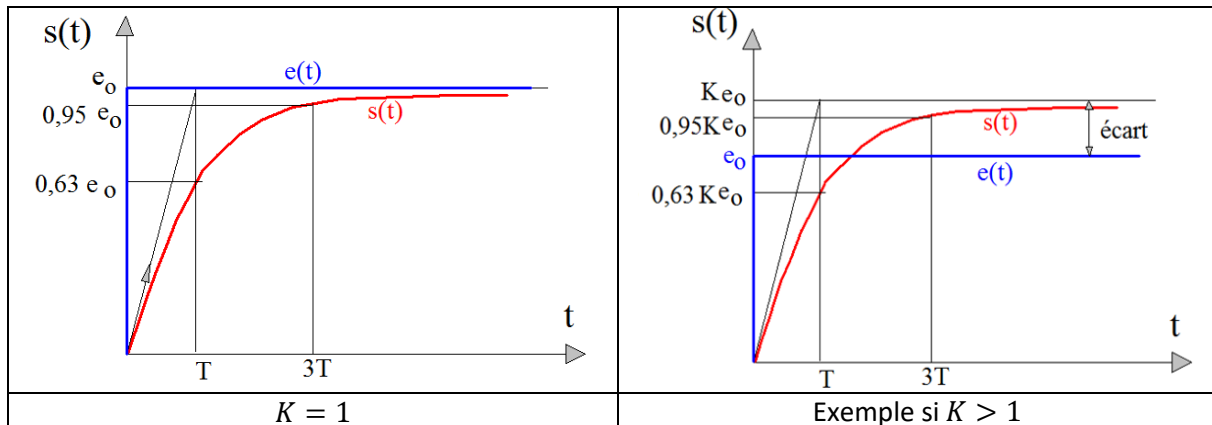 s(t)
e₀
e(t)
0,95 e₀
s(t)
0,63 e₀
t
T
3T
K = 1
s(t)
Ke₀
0,95Ke₀
s(t)
écart
e₀
e(t)
0,63 Ke₀
t
T
3T
Exemple si K > 1